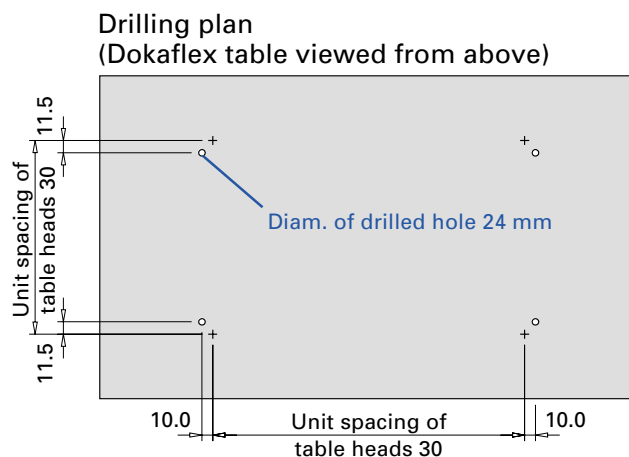 Drilling plan
(Dokaflex table viewed from above)
11.5
Unit spacing of
table heads 30
11.5
Diam. of drilled hole 24 mm
10.0
Unit spacing of
table heads 30
10.0